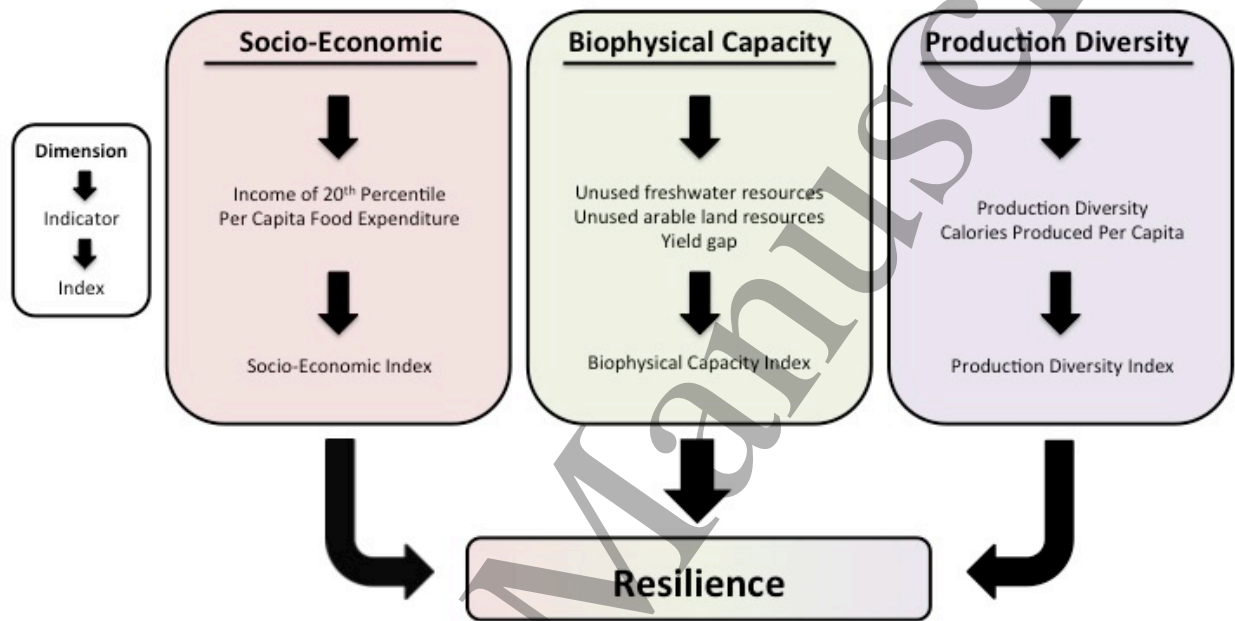 Dimension
Indicator
Index
Socio-Economic
Income of 20th Percentile
Per Capita Food Expenditure
Socio-Economic Index
Biophysical Capacity
Unused freshwater resources
Unused arable land resources
Yield gap
Biophysical Capacity Index
Production Diversity
Production Diversity
Calories Produced Per Capita
Production Diversity Index
Resilience
Manuscri